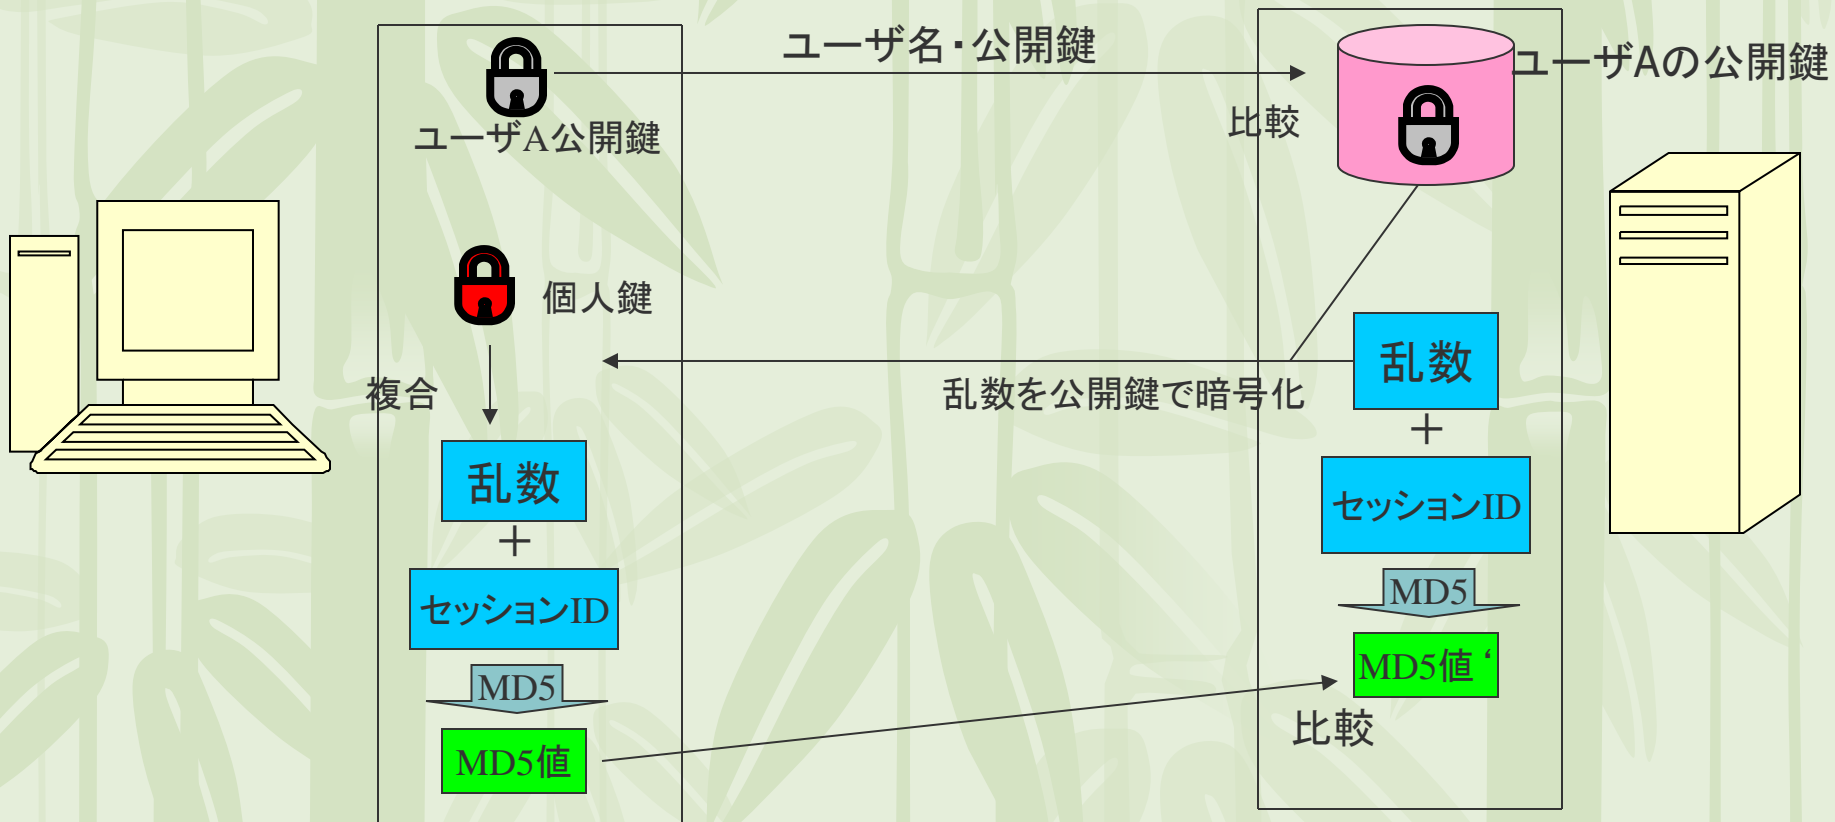 ユーザ名・公開鍵
ユーザAの公開鍵
ユーザA公開鍵
比較
個人鍵
複合
乱数を公開鍵で暗号化
乱数
＋
セッションID
MD5
MD5値‘
比較
乱数
＋
セッションID
MD5
MD5値